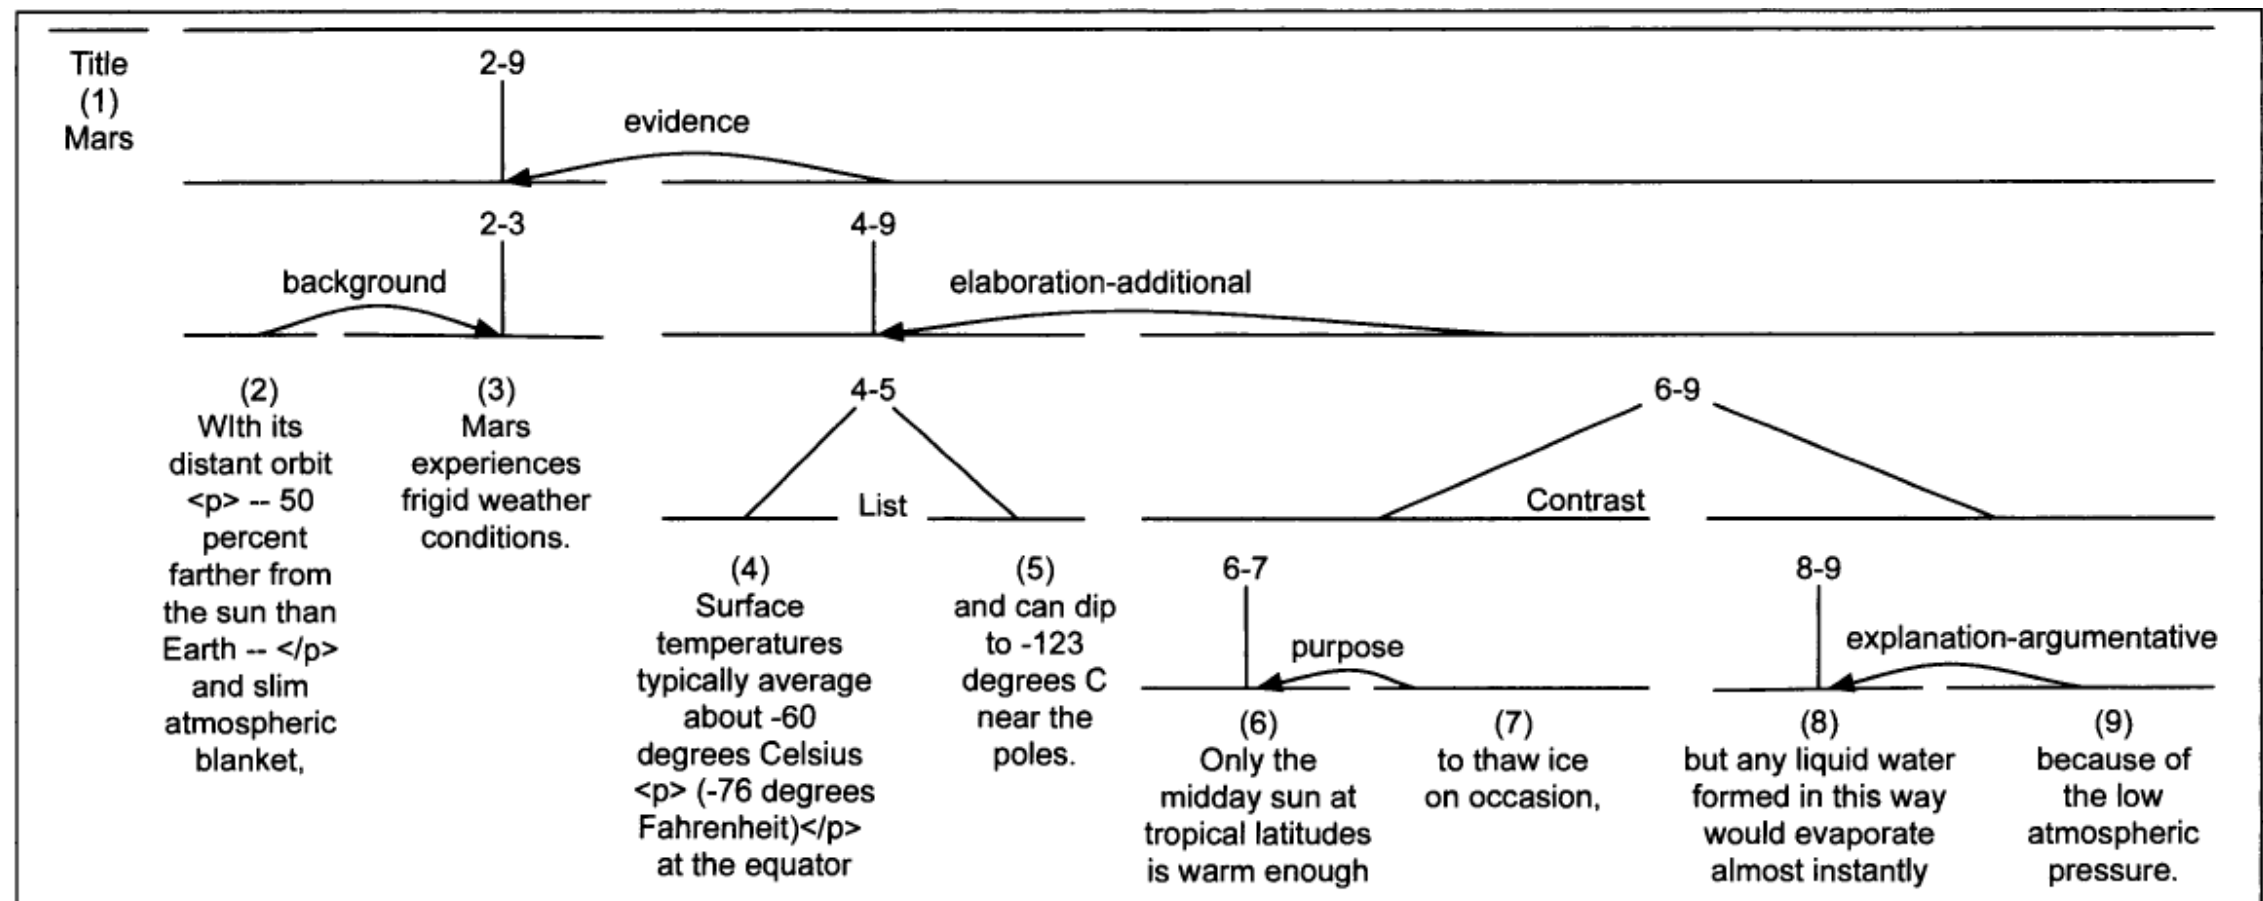 Title
(1)
Mars
2-9
evidence
2-3
4-9
background
elaboration-additional
(2)
WIth its
distant orbit
<p> -- 50
percent
farther from
the sun than
Earth -- </p>
and slim
atmospheric
blanket,
(3)
Mars
experiences
frigid weather
conditions.
4-5
List
6-9
Contrast
(4)
Surface
temperatures
typically average
about -60
degrees Celsius
<p> (-76 degrees
Fahrenheit)</p>
at the equator
(5)
and can dip
to -123
degrees C
near the
poles.
6-7
purpose
8-9
explanation-argumentative
(6)
Only the
midday sun at
tropical latitudes
is warm enough
(7)
to thaw ice
on occasion,
(8)
but any liquid water
formed in this way
would evaporate
almost instantly
(9)
because of
the low
atmospheric
pressure.